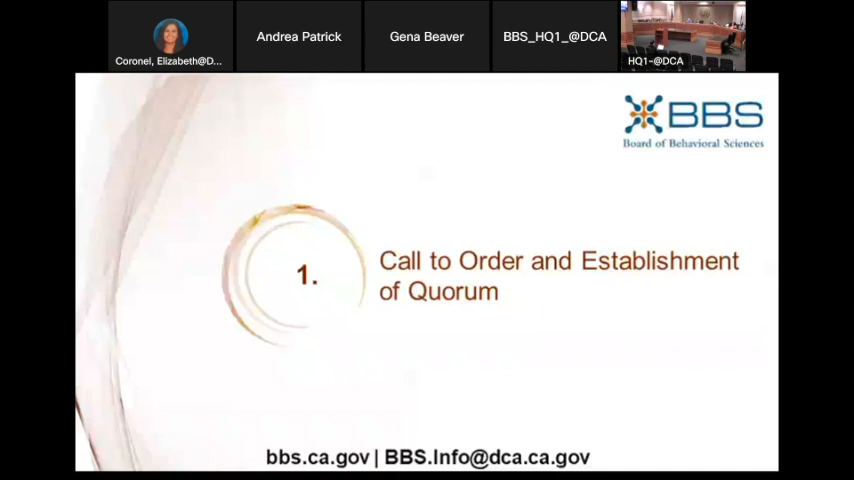 Coronel, Elizabeth@D...
Andrea Patrick
Gena Beaver
BBS_HQ1_@DCA
HQ1-@DCA
BBS
Board of Behavioral Sciences
1.
Call to Order and Establishment
of Quorum
bbs.ca.gov | BBS.Info@dca.ca.gov